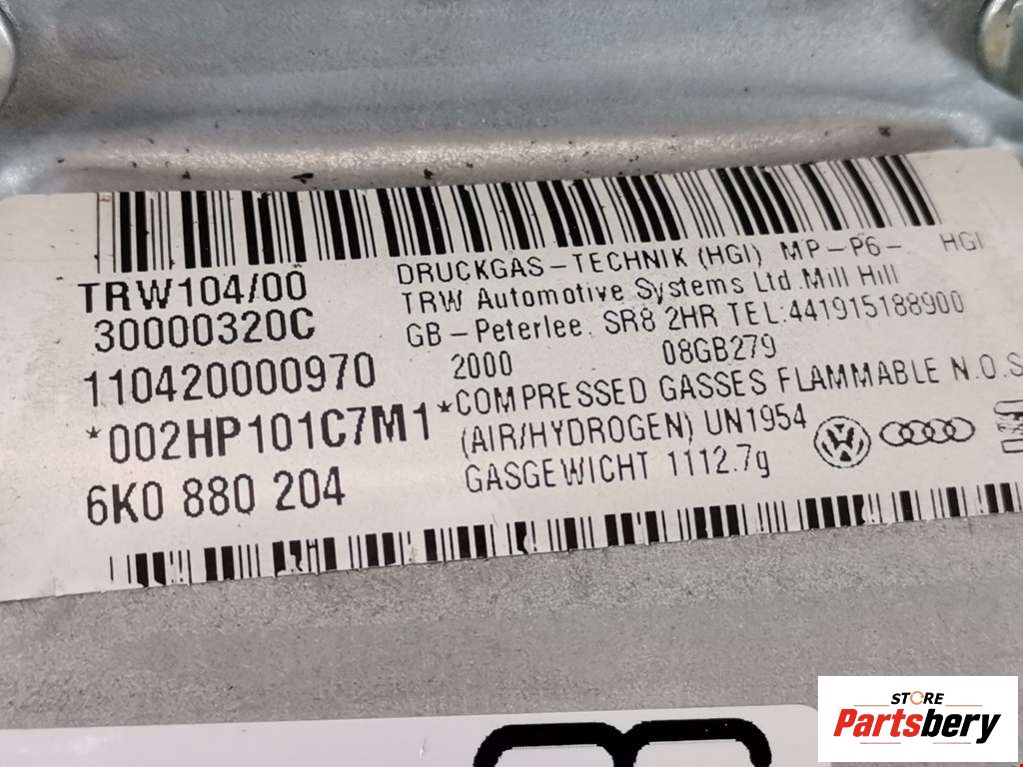 TRW104/00
30000320C
110420000970
*002HP101C7M1*
6K0 880 204
DRUCKGAS-TECHNIK (HGI) MP-P6- HGI
TRW Automotive Systems Ltd.Mill Hill
GB-Peterlee. SR8 2HR TEL:441915188900
2000 08GB279
COMPRESSED GASSES FLAMMABLE N.O.S
(AIR/HYDROGEN) UN1954
GASGEWICHT 1112.7g
STORE
Partsbery